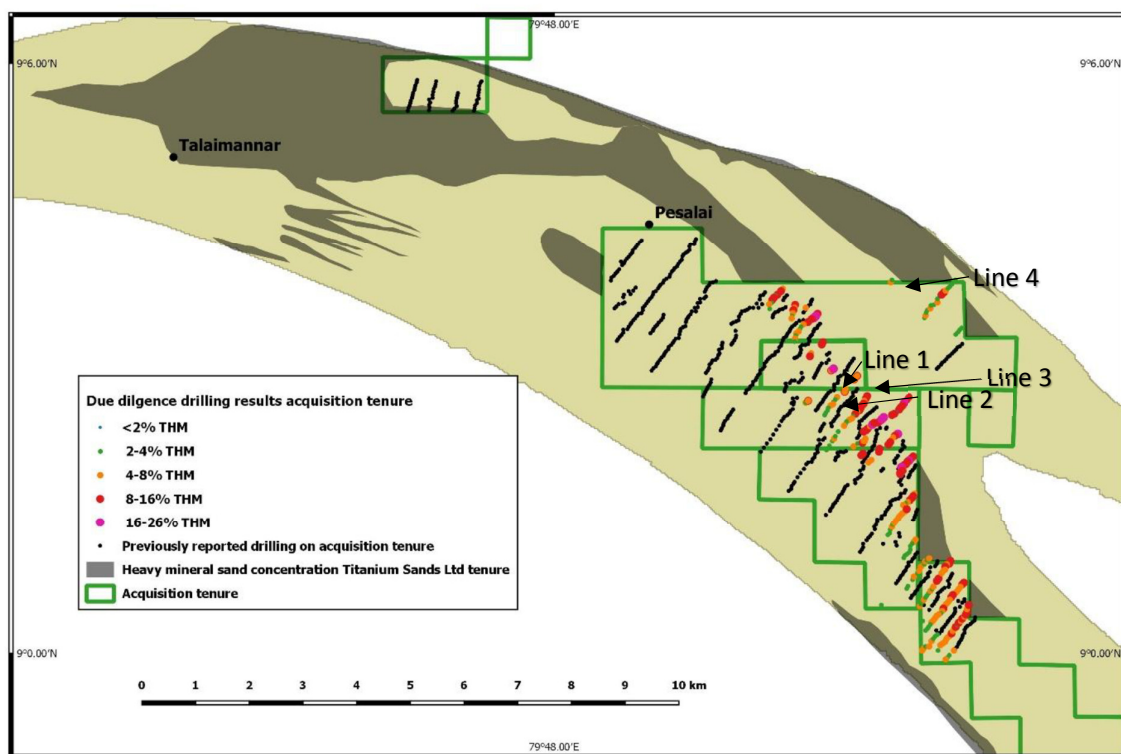 79°48.00'E
9°6.00'N
9°6.00'N
Talaimannar
Pesalai
Line 4
Line 1
Line 3
Line 2
Due dilgence drilling results acquisition tenure
<2% THM
2-4% THM
4-8% THM
8-16% THM
16-26% THM
Previously reported drilling on acquisition tenure
Heavy mineral sand concentration Titanium Sands Ltd tenure
Acquisition tenure
9°0.00'N
9°0.00'N
0 1 2 3 4 5 6 7 8 9 10 km
79°48.00'E